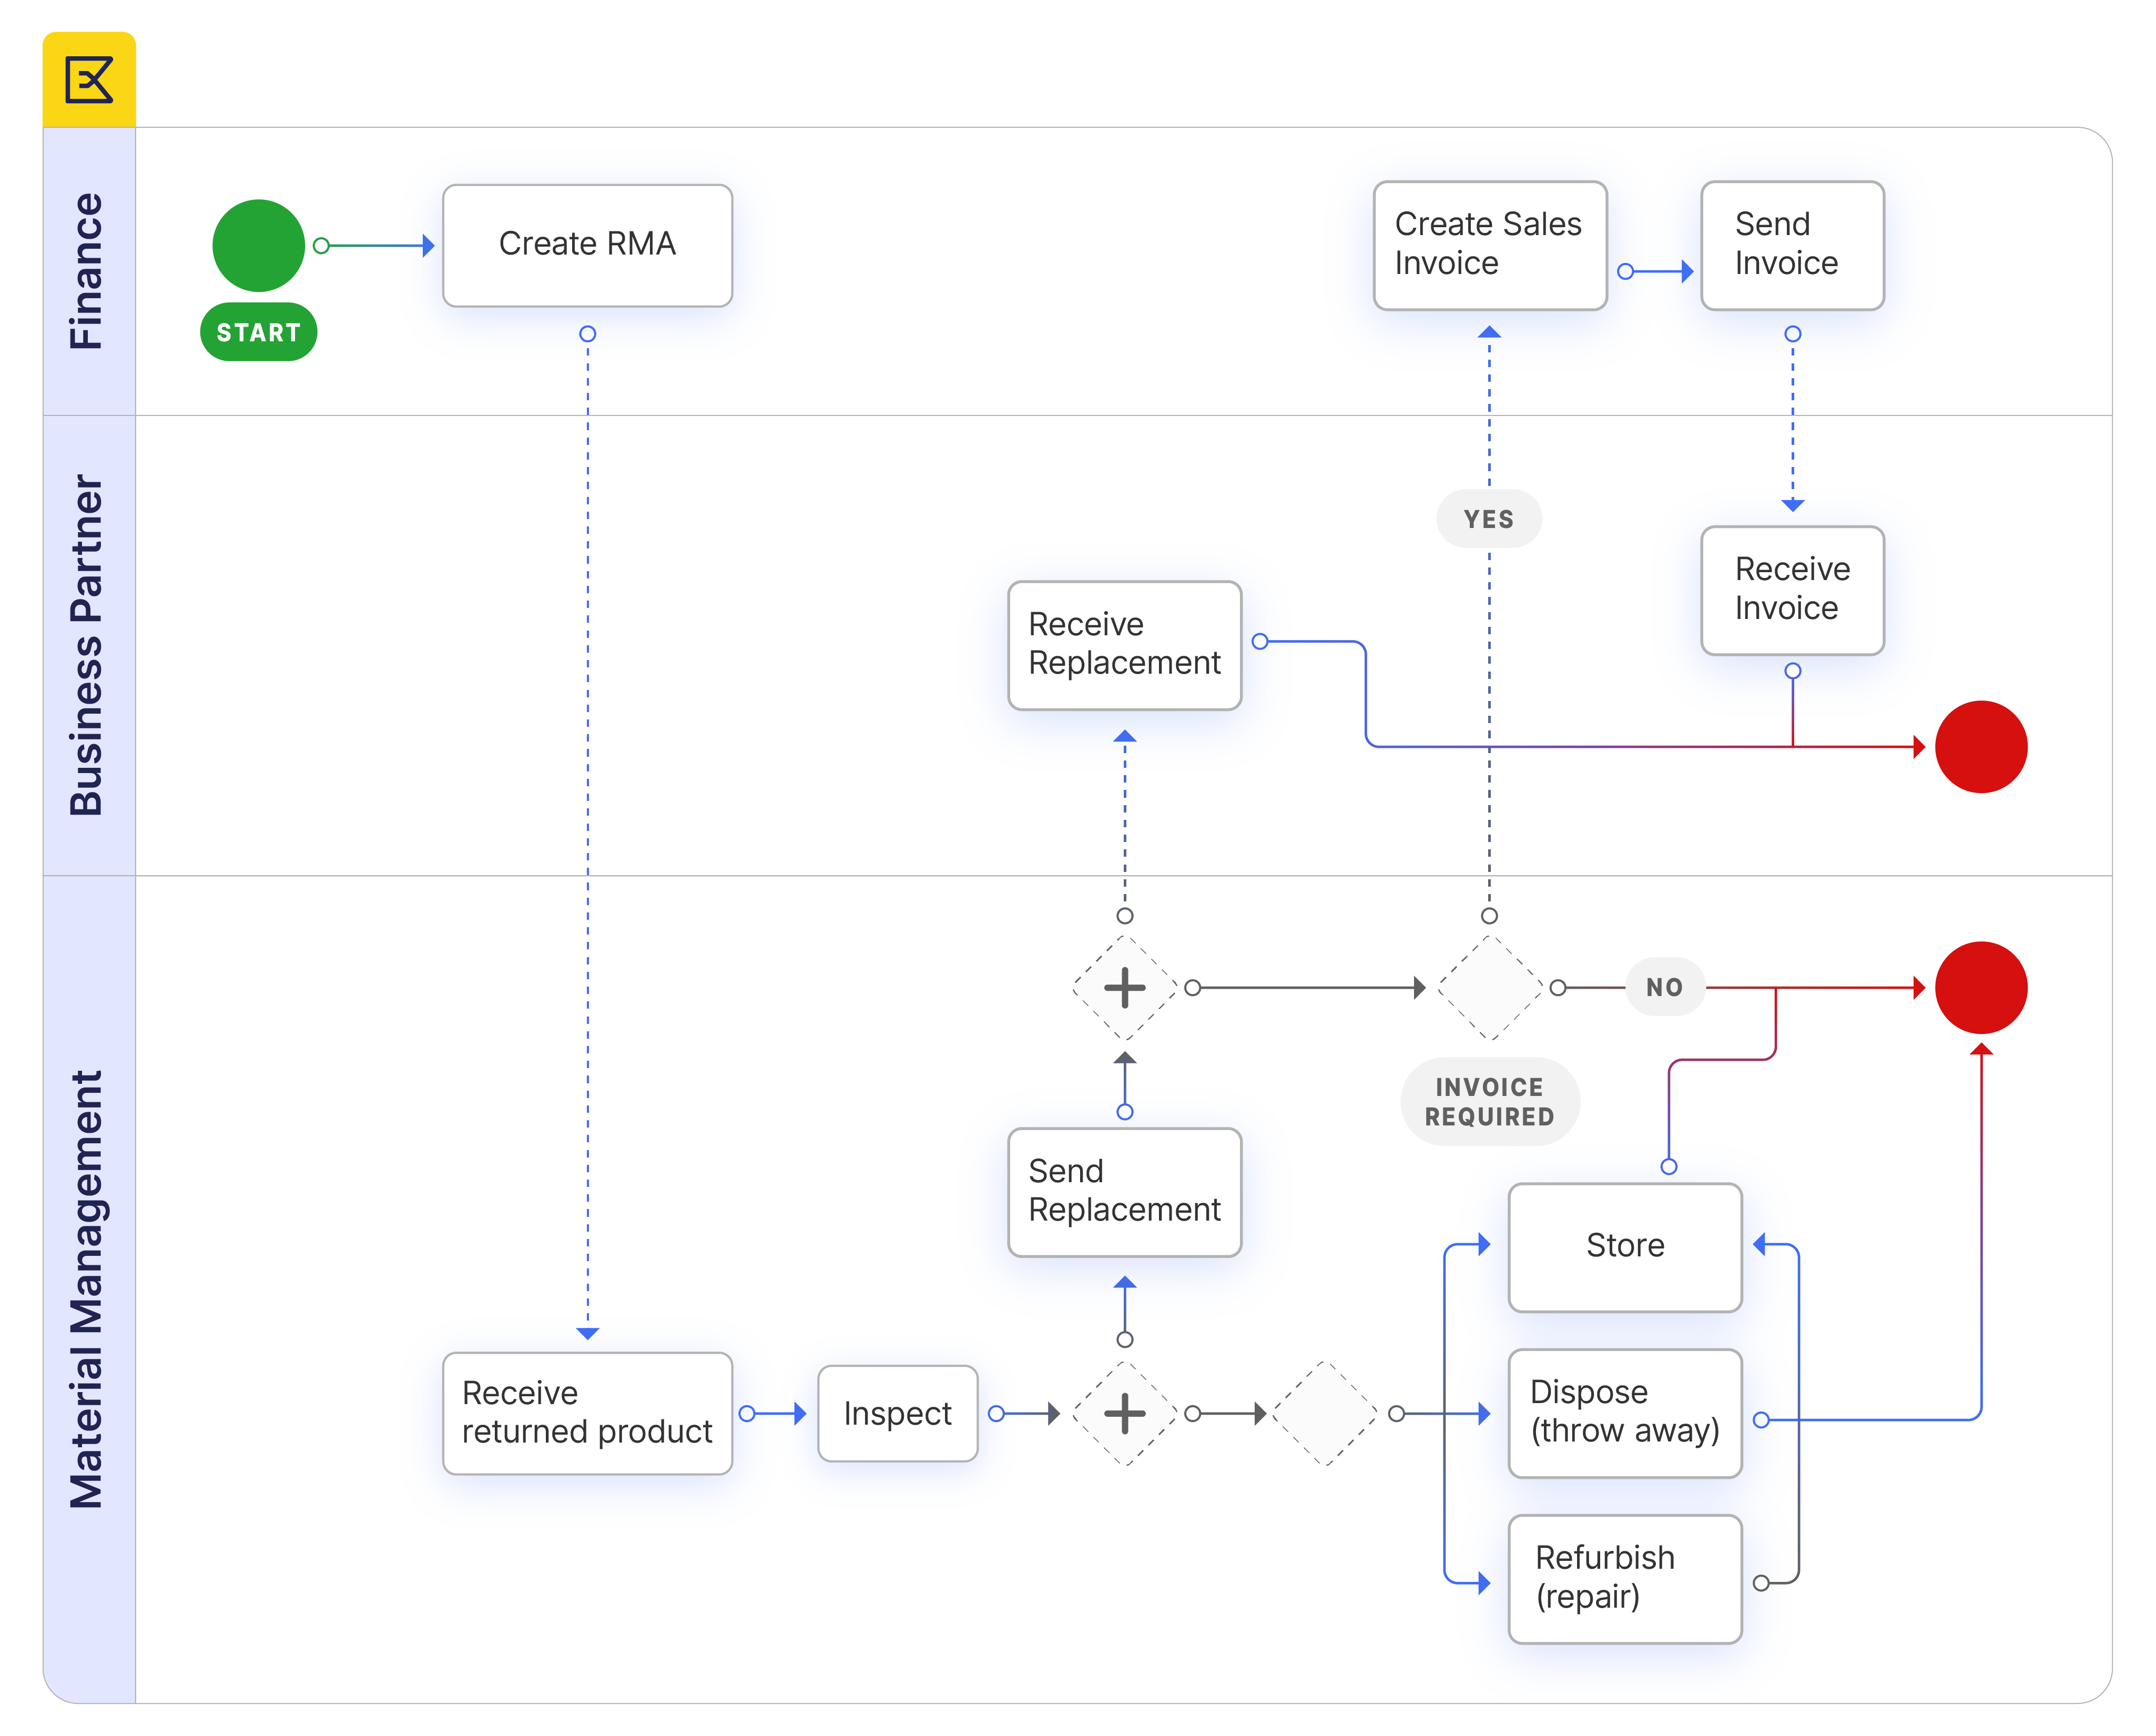 Finance
START
Create RMA
Create Sales
Invoice
Send
Invoice
Business Partner
YES
Receive
Replacement
Receive
Invoice
Material Management
NO
INVOICE
REQUIRED
Send
Replacement
Store
Receive
returned product
Inspect
Dispose
(throw away)
Refurbish
(repair)